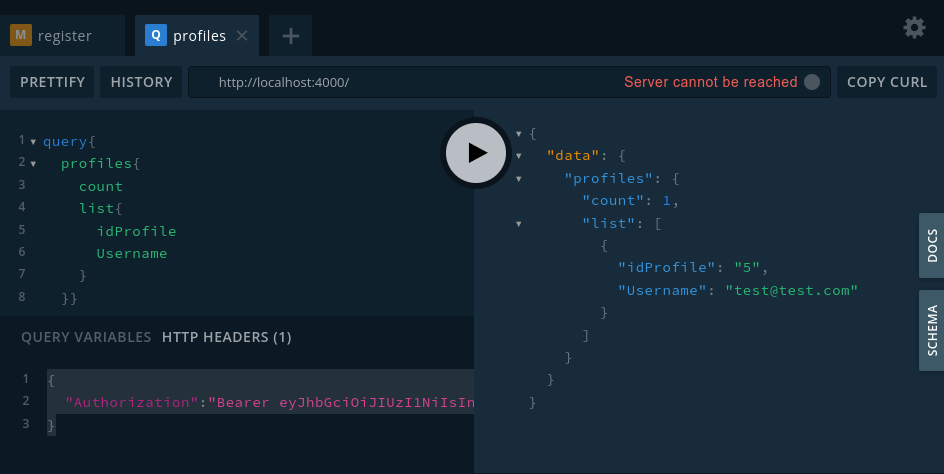 M register
Q profiles ✕
+
PRETTIFY HISTORY http://localhost:4000/ Server cannot be reached COPY CURL
1 query{
2 profiles{
3 count
4 list{
5 idProfile
6 Username
7 }
8 }}
{
"data": {
"profiles": {
"count": 1,
"list": [
{
"idProfile": "5",
"Username": "test@test.com"
}
]
}
}
}
DOCS
SCHEMA
QUERY VARIABLES HTTP HEADERS (1)
1 {
2 "Authorization":"Bearer eyJhbGciOiJIUzI1NiIsIn
3 }